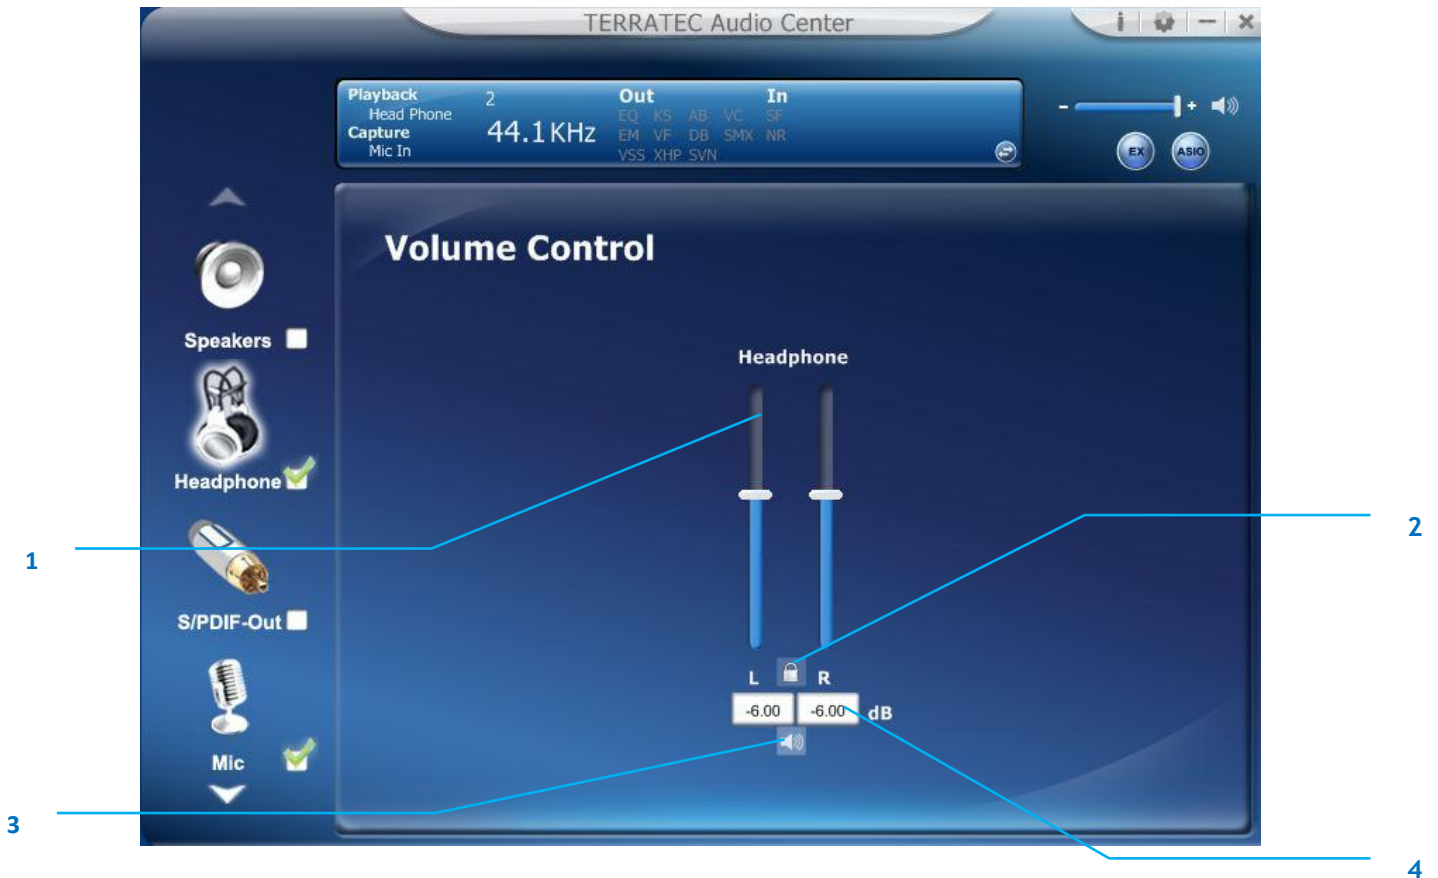 TERRATEC Audio Center
i
Playback 2 Out In
Head Phone EQ KS AB VC SF
Capture 44.1KHz EM VF DB SMX NR
Mic In VSS XHP SVN
- +
EX ASIO
Volume Control
Speakers
Headphone
Headphone
1
2
S/PDIF-Out
L R
-6.00 -6.00 dB
Mic
3
4